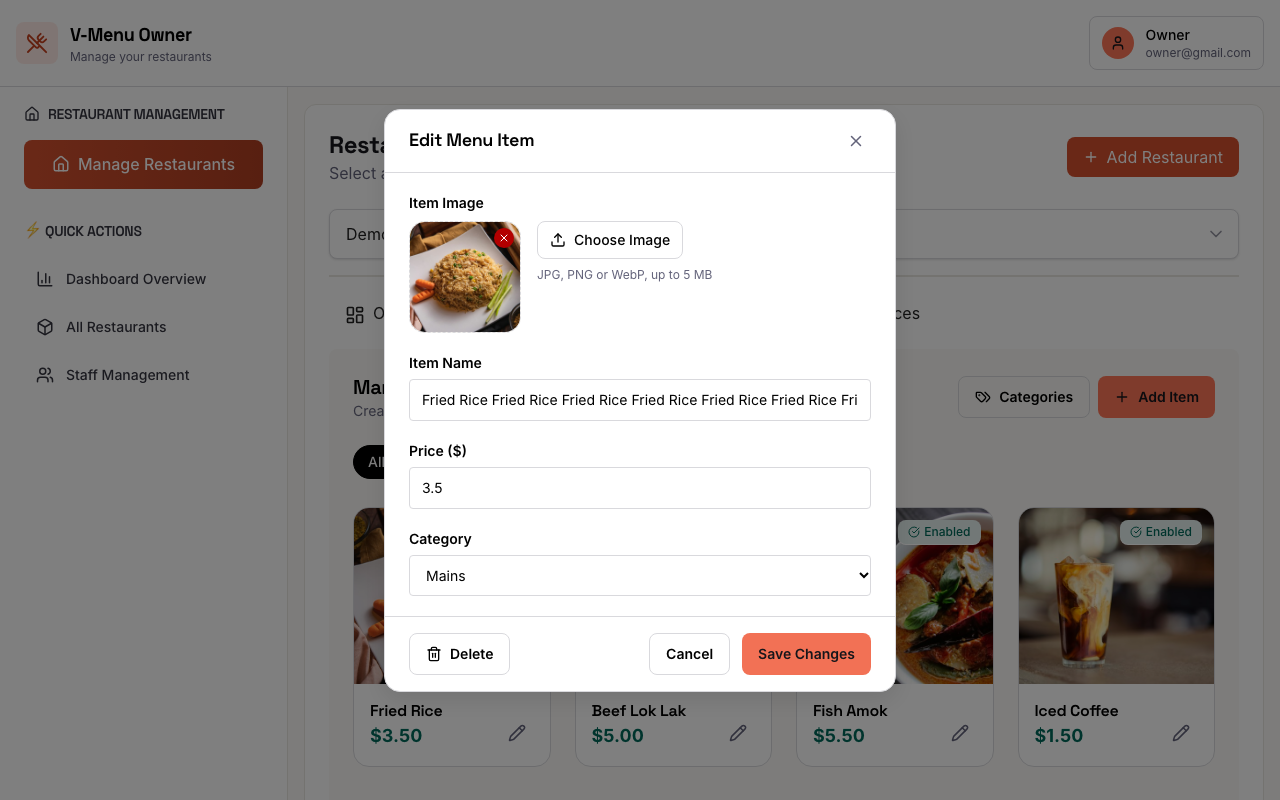 V-Menu Owner
Manage your restaurants
Owner
owner@gmail.com
RESTAURANT MANAGEMENT
Manage Restaurants
⚡ QUICK ACTIONS
Dashboard Overview
All Restaurants
Staff Management
Add Restaurant
Select
Categories
Add Item
All
Edit Menu Item
Item Image
Choose Image
JPG, PNG or WebP, up to 5 MB
Item Name
Fried Rice Fried Rice Fried Rice Fried Rice Fried Rice Fried Rice Fri
Price ($)
3.5
Category
Mains
Delete
Cancel
Save Changes
Enabled
Enabled
Fried Rice
$3.50
Beef Lok Lak
$5.00
Fish Amok
$5.50
Iced Coffee
$1.50